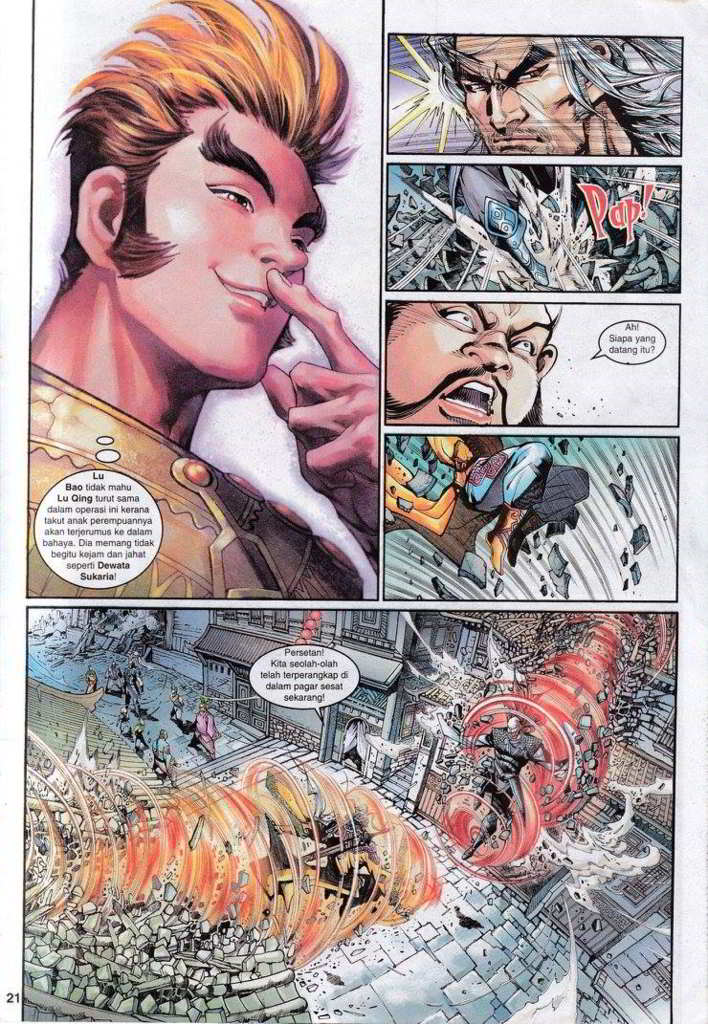 Lu
Bao tidak mahu
Lu Qing turut sama
dalam operasi ini kerana
takut anak perempuannya
akan terjerumus ke dalam
bahaya. Dia memang tidak
begitu kejam dan jahat
seperti Dewata
Sukaria!
Pap!
Ah!
Siapa yang
datang itu?
Persetan!
Kita seolah-olah
telah terperangkap di
dalam pagar sesat
sekarang!
21